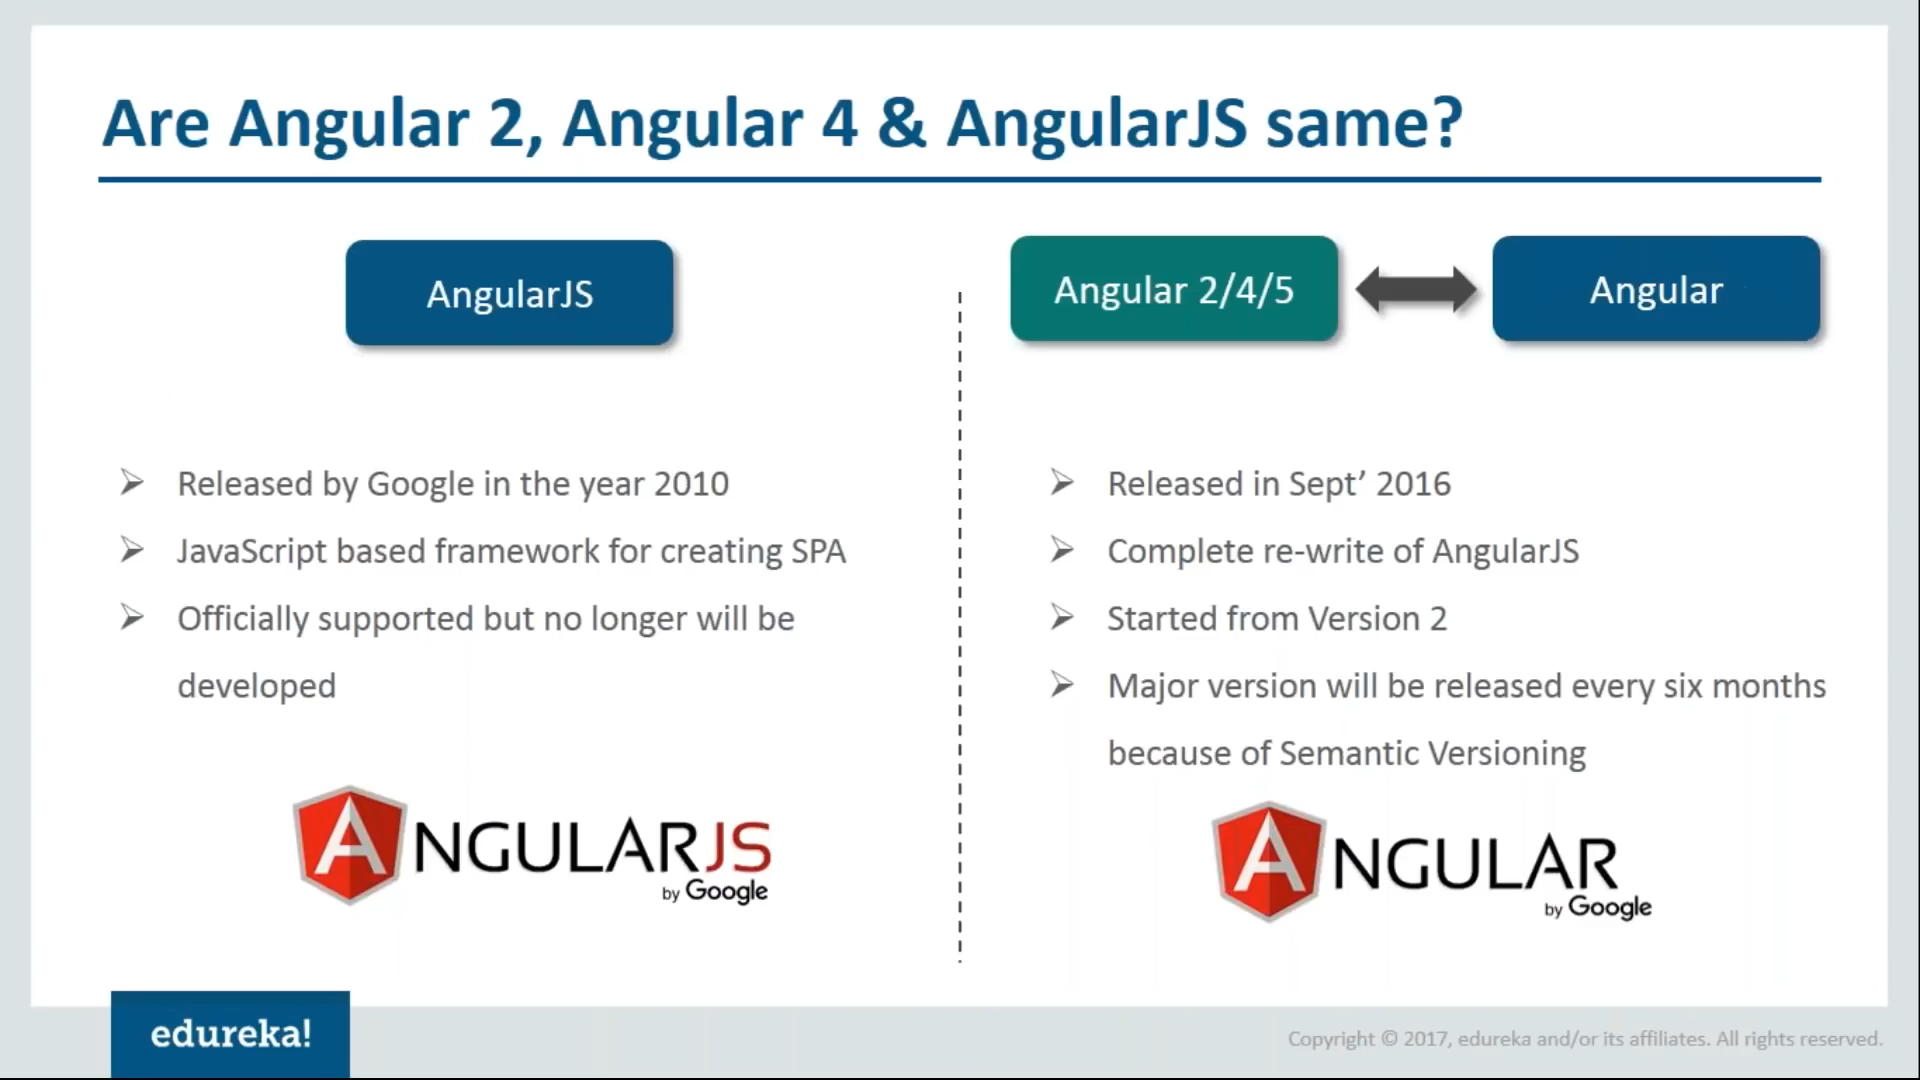 Are Angular 2, Angular 4 & AngularJS same?
AngularJS
Released by Google in the year 2010
JavaScript based framework for creating SPA
Officially supported but no longer will be
developed
ANGULARJS
by Google
Angular 2/4/5
Angular
Released in Sept’ 2016
Complete re-write of AngularJS
Started from Version 2
Major version will be released every six months
because of Semantic Versioning
ANGULAR
by Google
edureka!
Copyright © 2017, edureka and/or its affiliates. All rights reserved.